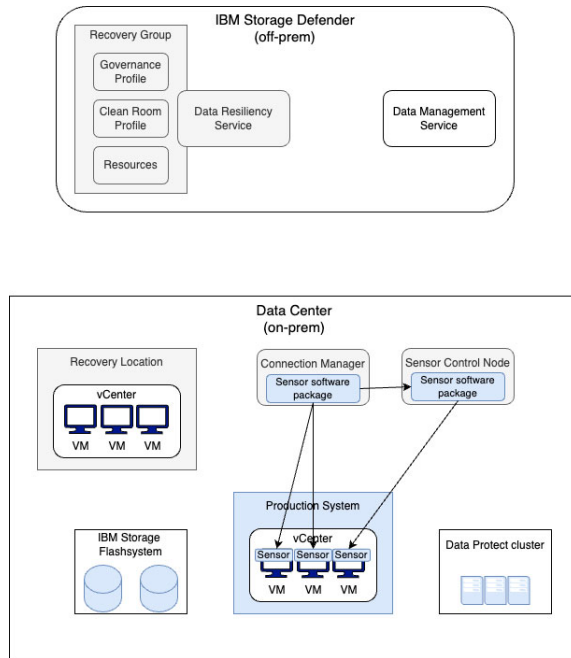 IBM Storage Defender
(off-prem)
Recovery Group
Governance
Profile
Clean Room
Profile
Resources
Data Resiliency
Service
Data Management
Service
Data Center
(on-prem)
Recovery Location
vCenter
VM VM VM
Connection Manager
Sensor software
package
Sensor Control Node
Sensor software
package
IBM Storage
Flashsystem
Production System
vCenter
Sensor Sensor Sensor
VM VM VM
Data Protect cluster